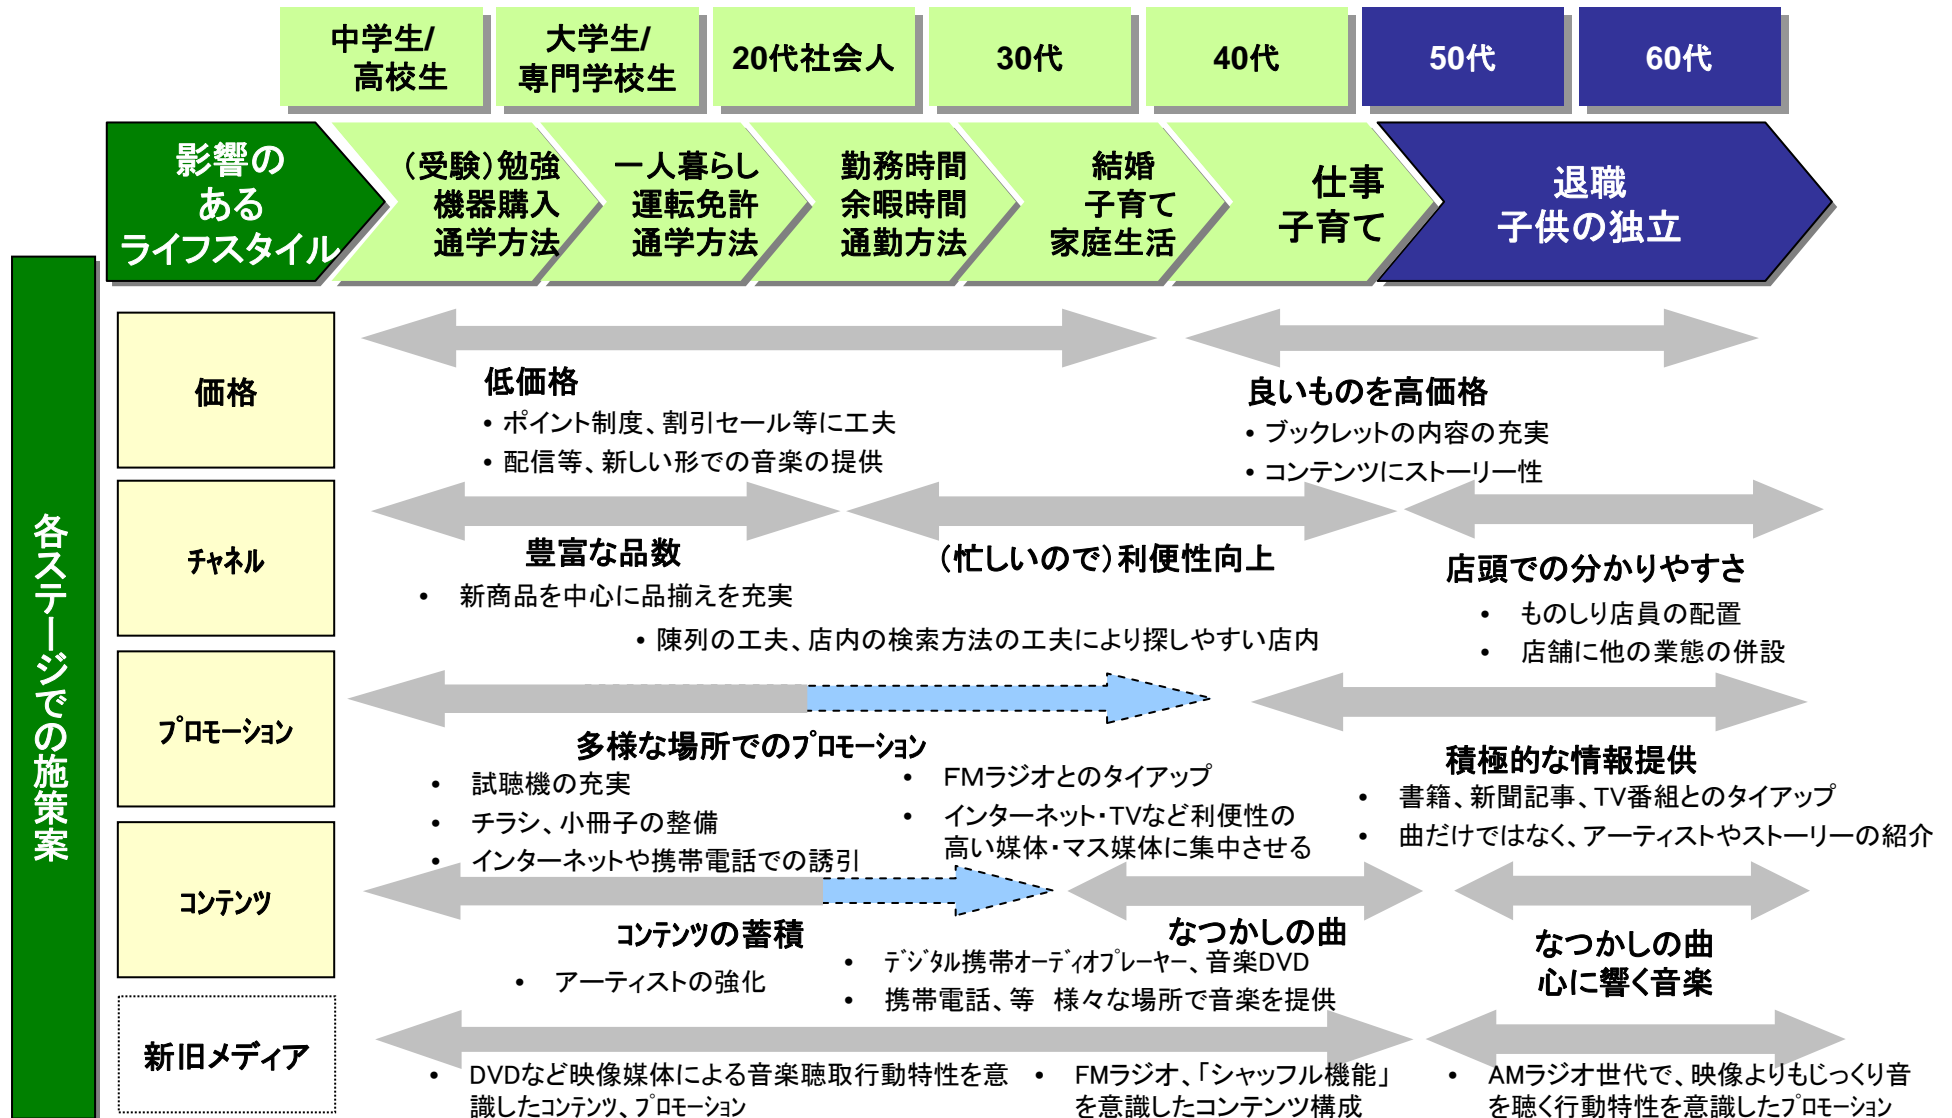 中学生/
高校生
大学生/
専門学校生
20代社会人
30代
40代
50代
60代
影響の
ある
ライフスタイル
（受験）勉強
機器購入
通学方法
一人暮らし
運転免許
通学方法
勤務時間
余暇時間
通勤方法
結婚
子育て
家庭生活
仕事
子育て
退職
子供の独立
各ステージでの施策案
価格
低価格
• ポイント制度、割引セール等に工夫
• 配信等、新しい形での音楽の提供
良いものを高価格
• ブックレットの内容の充実
• コンテンツにストーリー性
チャネル
豊富な品数
• 新商品を中心に品揃えを充実
（忙しいので）利便性向上
• 陳列の工夫、店内の検索方法の工夫により探しやすい店内
店頭での分かりやすさ
• ものしり店員の配置
• 店舗に他の業態の併設
プロモーション
多様な場所でのプロモーション
• 試聴機の充実
• チラシ、小冊子の整備
• インターネットや携帯電話での誘引
• FMラジオとのタイアップ
• インターネット・TVなど利便性の
高い媒体・マス媒体に集中させる
積極的な情報提供
• 書籍、新聞記事、TV番組とのタイアップ
• 曲だけではなく、アーティストやストーリーの紹介
コンテンツ
コンテンツの蓄積
• アーティストの強化
なつかしの曲
• デジタル携帯オーディオプレーヤー、音楽DVD
• 携帯電話、等　様々な場所で音楽を提供
なつかしの曲
心に響く音楽
新旧メディア
• DVDなど映像媒体による音楽聴取行動特性を意
識したコンテンツ、プロモーション
• FMラジオ、「シャッフル機能」
を意識したコンテンツ構成
• AMラジオ世代で、映像よりもじっくり音
を聴く行動特性を意識したプロモーション